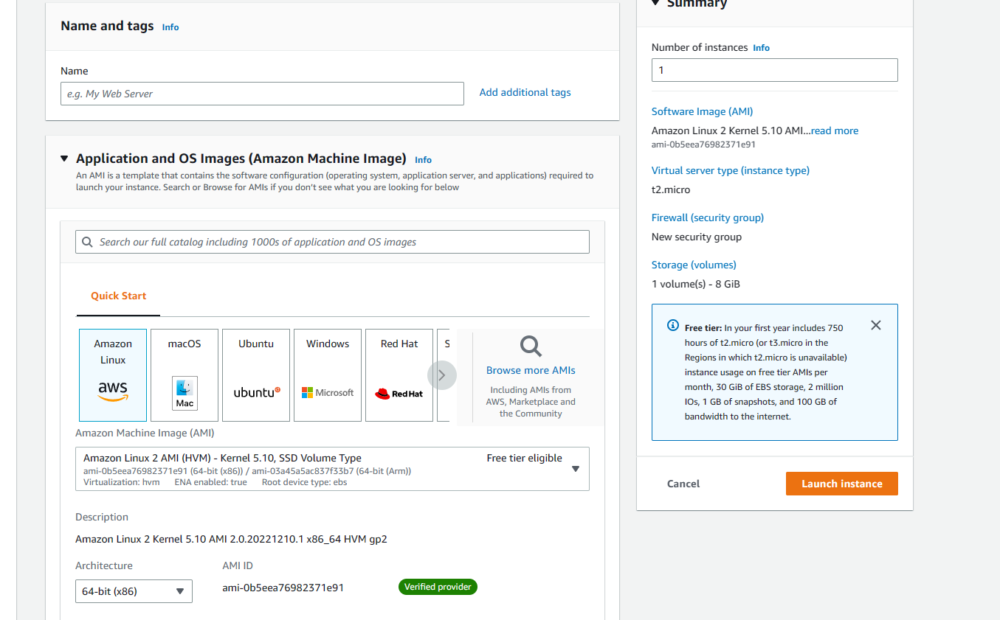 Name and tags Info
Name
e.g. My Web Server
Add additional tags
Application and OS Images (Amazon Machine Image) Info
An AMI is a template that contains the software configuration (operating system, application server, and applications) required to
launch your instance. Search or Browse for AMIs if you don't see what you are looking for below
Search our full catalog including 1000s of application and OS images
Quick Start
Amazon
Linux
aws
macOS
Mac
Ubuntu
ubuntu
Windows
Microsoft
Red Hat
Red Hat
S
Browse more AMIs
Including AMIs from
AWS, Marketplace and
the Community
Amazon Machine Image (AMI)
Amazon Linux 2 AMI (HVM) - Kernel 5.10, SSD Volume Type
Free tier eligible
ami-0b5eea76982371e91 (64-bit (x86)) / ami-03a45a5ac837f33b7 (64-bit (Arm))
Virtualization: hvm ENA enabled: true Root device type: ebs
Description
Amazon Linux 2 Kernel 5.10 AMI 2.0.20221210.1 x86_64 HVM gp2
Architecture
64-bit (x86)
AMI ID
ami-0b5eea76982371e91
Verified provider
Summary
Number of instances Info
1
Software Image (AMI)
Amazon Linux 2 Kernel 5.10 AMI...read more
ami-0b5eea76982371e91
Virtual server type (instance type)
t2.micro
Firewall (security group)
New security group
Storage (volumes)
1 volume(s) - 8 GiB
Free tier: In your first year includes 750
hours of t2.micro (or t3.micro in the
Regions in which t2.micro is unavailable)
instance usage on free tier AMIs per
month, 30 GiB of EBS storage, 2 million
IOs, 1 GB of snapshots, and 100 GB of
bandwidth to the internet.
Cancel
Launch instance